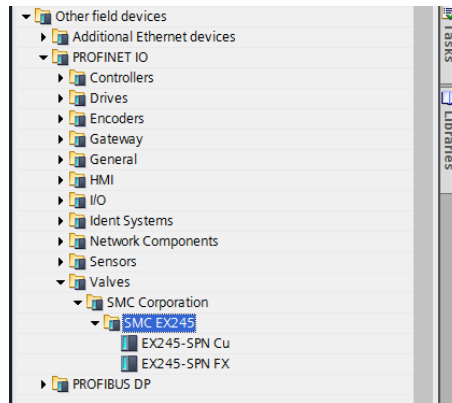 Other field devices
Additional Ethernet devices
PROFINET IO
Controllers
Drives
Encoders
Gateway
General
HMI
I/O
Ident Systems
Network Components
Sensors
Valves
SMC Corporation
SMC EX245
EX245-SPN Cu
EX245-SPN FX
PROFIBUS DP
Tasks
Libraries